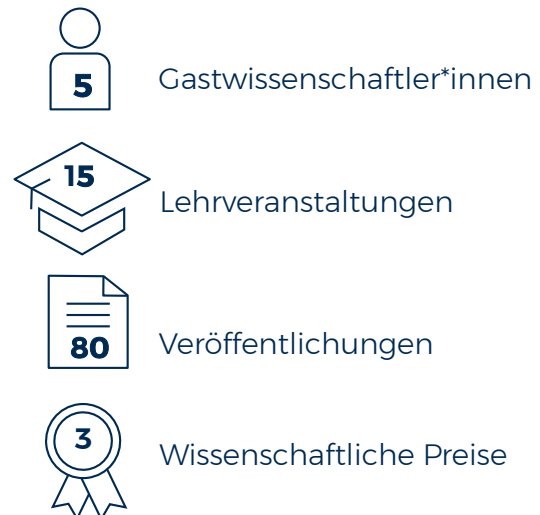 5
Gastwissenschaftler*innen
15
Lehrveranstaltungen
80
Veröffentlichungen
3
Wissenschaftliche Preise